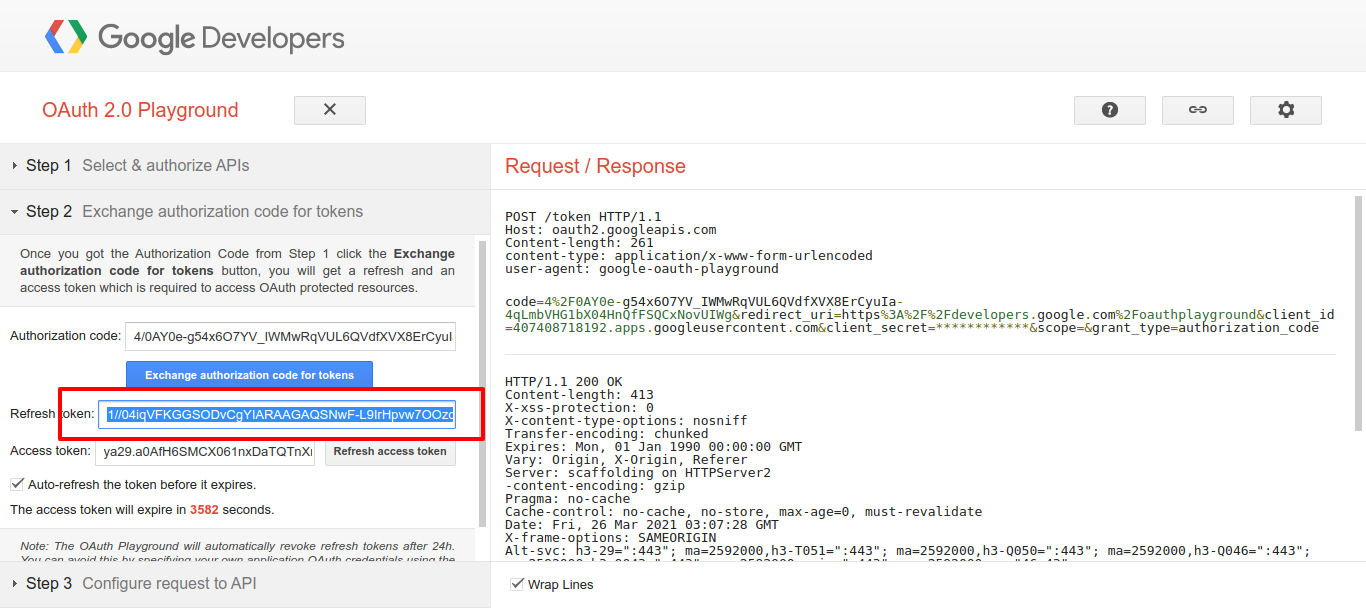 Google Developers
OAuth 2.0 Playground
Step 1 Select & authorize APIs
Step 2 Exchange authorization code for tokens
Once you got the Authorization Code from Step 1 click the Exchange
authorization code for tokens button, you will get a refresh and an
access token which is required to access OAuth protected resources.
Authorization code: 4/0AY0e-g54x6O7YV_IWMwRqVUL6QVdfXVX8ErCyuI
Exchange authorization code for tokens
Refresh token: 1//04iqVFKGGSODvCgYIARAAGAQSNwF-L9IrHpvw7OOzc
Access token: ya29.a0AfH6SMCX061nxDaTQTnX
Refresh access token
Auto-refresh the token before it expires.
The access token will expire in 3582 seconds.
Note: The OAuth Playground will automatically revoke refresh tokens after 24h.
You can avoid this by specifying your own application OAuth credentials using the
Step 3 Configure request to API
Request / Response
POST /token HTTP/1.1
Host: oauth2.googleapis.com
Content-length: 261
content-type: application/x-www-form-urlencoded
user-agent: google-oauth-playground
code=4%2F0AY0e-g54x6O7YV_IWMwRqVUL6QVdfXVX8ErCyuIa-
4qLmbVHG1bX04HnQfFSQCxNovUIWg&redirect_uri=https%3A%2F%2Fdevelopers.google.com%2Foauthplayground&client_id
=407408718192.apps.googleusercontent.com&client_secret=************&scope=&grant_type=authorization_code
HTTP/1.1 200 OK
Content-length: 413
X-xss-protection: 0
X-content-type-options: nosniff
Transfer-encoding: chunked
Expires: Mon, 01 Jan 1990 00:00:00 GMT
Vary: Origin, X-Origin, Referer
Server: scaffolding on HTTPServer2
-content-encoding: gzip
Pragma: no-cache
Cache-control: no-cache, no-store, max-age=0, must-revalidate
Date: Fri, 26 Mar 2021 03:07:28 GMT
X-frame-options: SAMEORIGIN
Alt-svc: h3-29=":443"; ma=2592000,h3-T051=":443"; ma=2592000,h3-Q050=":443"; ma=2592000,h3-Q046=":443";
Wrap Lines